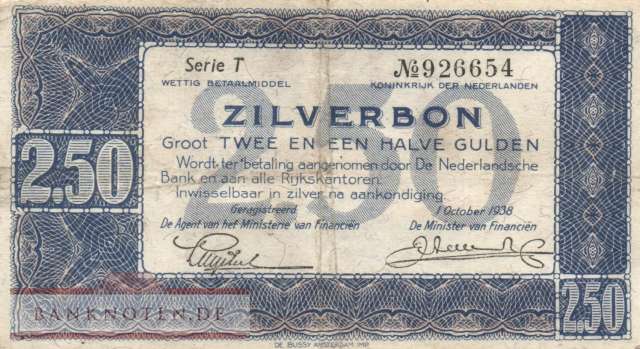 Serie T
№926654
WETTIG BETAALMIDDEL
KONINKRIJK DER NEDERLANDEN
2.50
ZILVERBON
Groot TWEE EN EEN HALVE GULDEN
Wordt ter betaling aangenomen door De Nederlandsche
Bank en aan alle Rijkskantoren.
Inwisselbaar in zilver na aankondiging.
Geregistreerd
1 October 1938
De Agent van het Ministerie van Financiën
De Minister van Financiën
2.50
2.50
BANKNOTEN.DE
DE BUSSY AMSTERDAM IMP.